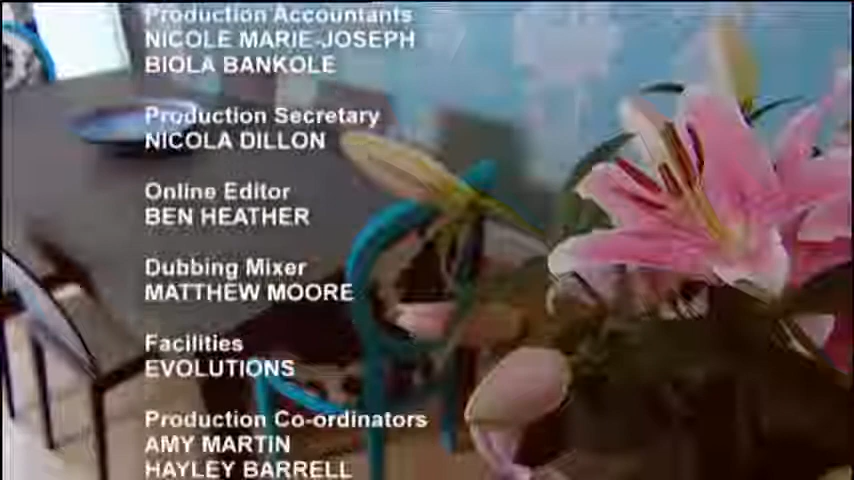 Production Accountants
NICOLE MARIE-JOSEPH
BIOLA BANKOLE
Production Secretary
NICOLA DILLON
Online Editor
BEN HEATHER
Dubbing Mixer
MATTHEW MOORE
Facilities
EVOLUTIONS
Production Co-ordinators
AMY MARTIN
HAYLEY BARRELL